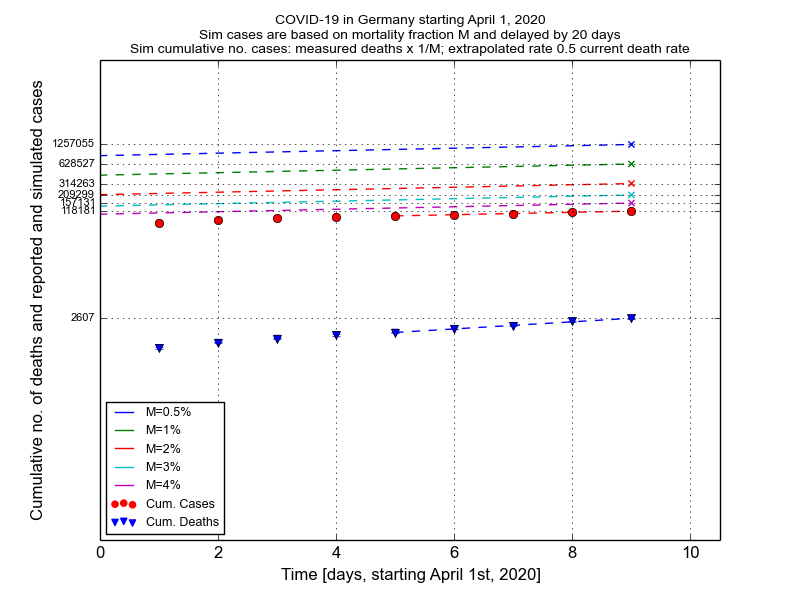 COVID-19 in Germany starting April 1, 2020
Sim cases are based on mortality fraction M and delayed by 20 days
Sim cumulative no. cases: measured deaths x 1/M; extrapolated rate 0.5 current death rate
Cumulative no. of deaths and reported and simulated cases
1257055
628527
314263
209299
157131
118181
2607
M=0.5%
M=1%
M=2%
M=3%
M=4%
Cum. Cases
Cum. Deaths
0 2 4 6 8 10
Time [days, starting April 1st, 2020]